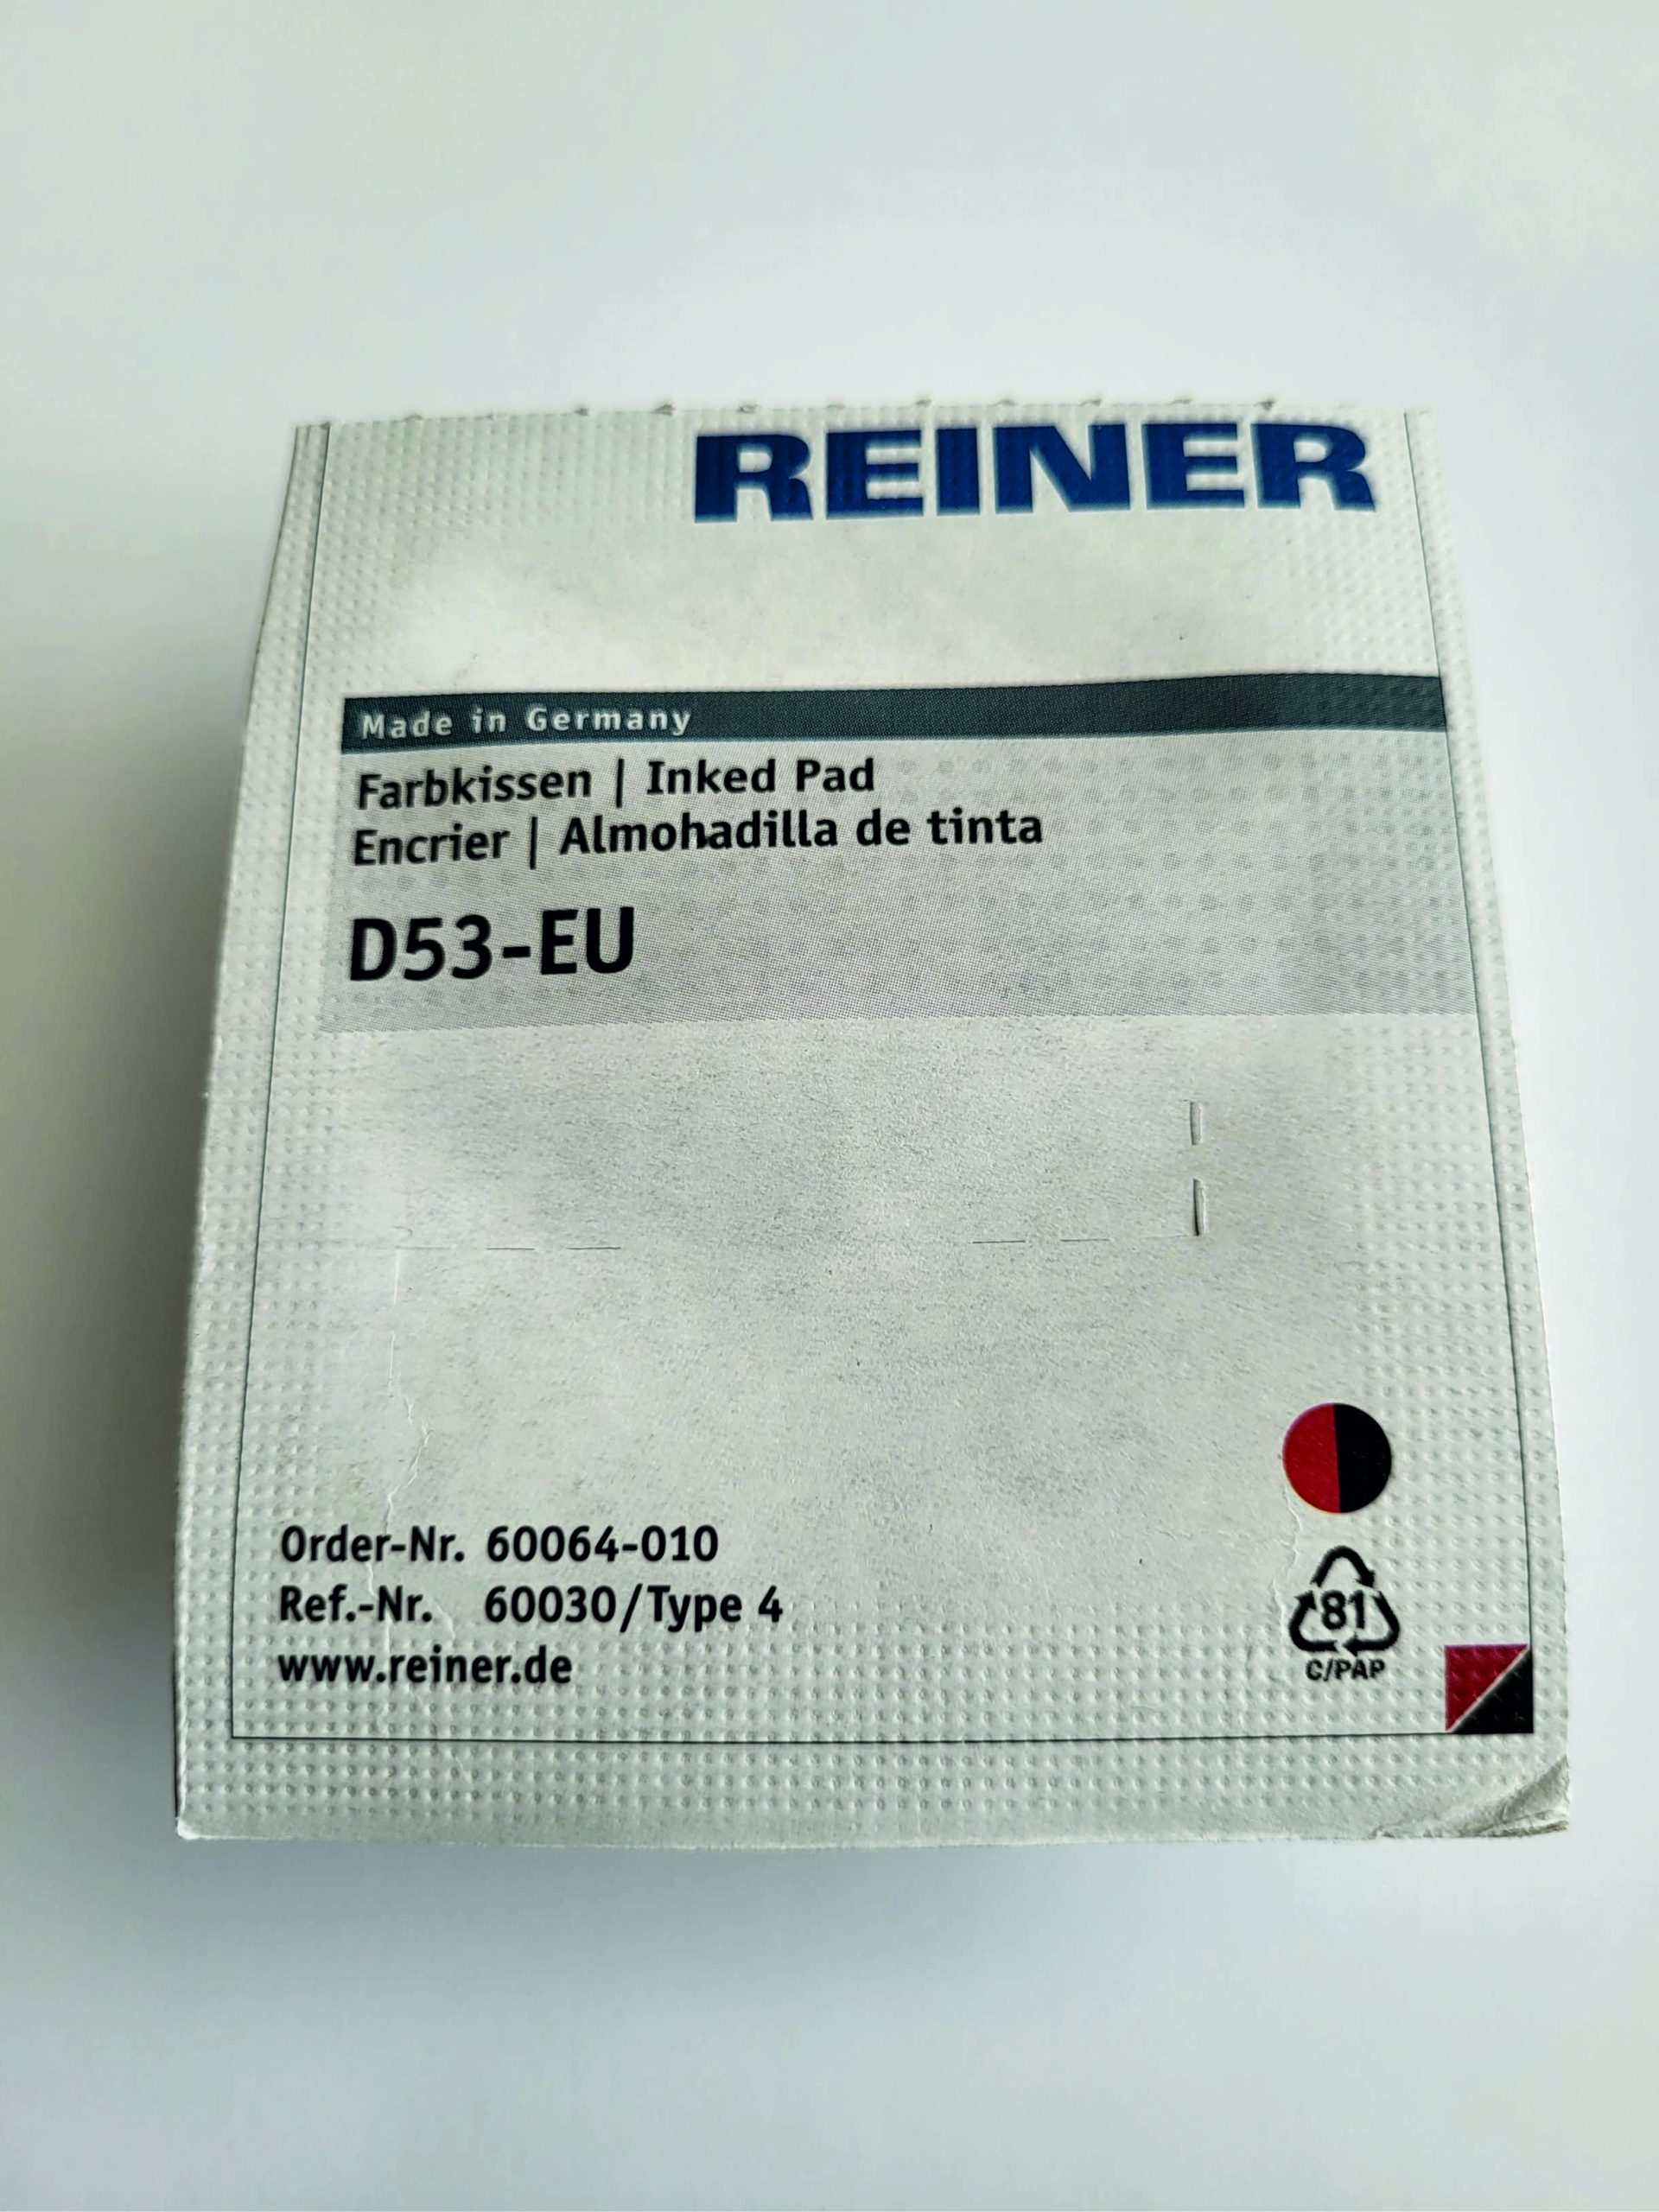 REINER
Made in Germany
Farbkissen | Inked Pad
Encrier | Almohadilla de tinta
D53-EU
Order-Nr. 60064-010
Ref.-Nr. 60030/Type 4
www.reiner.de
81
C/PAP